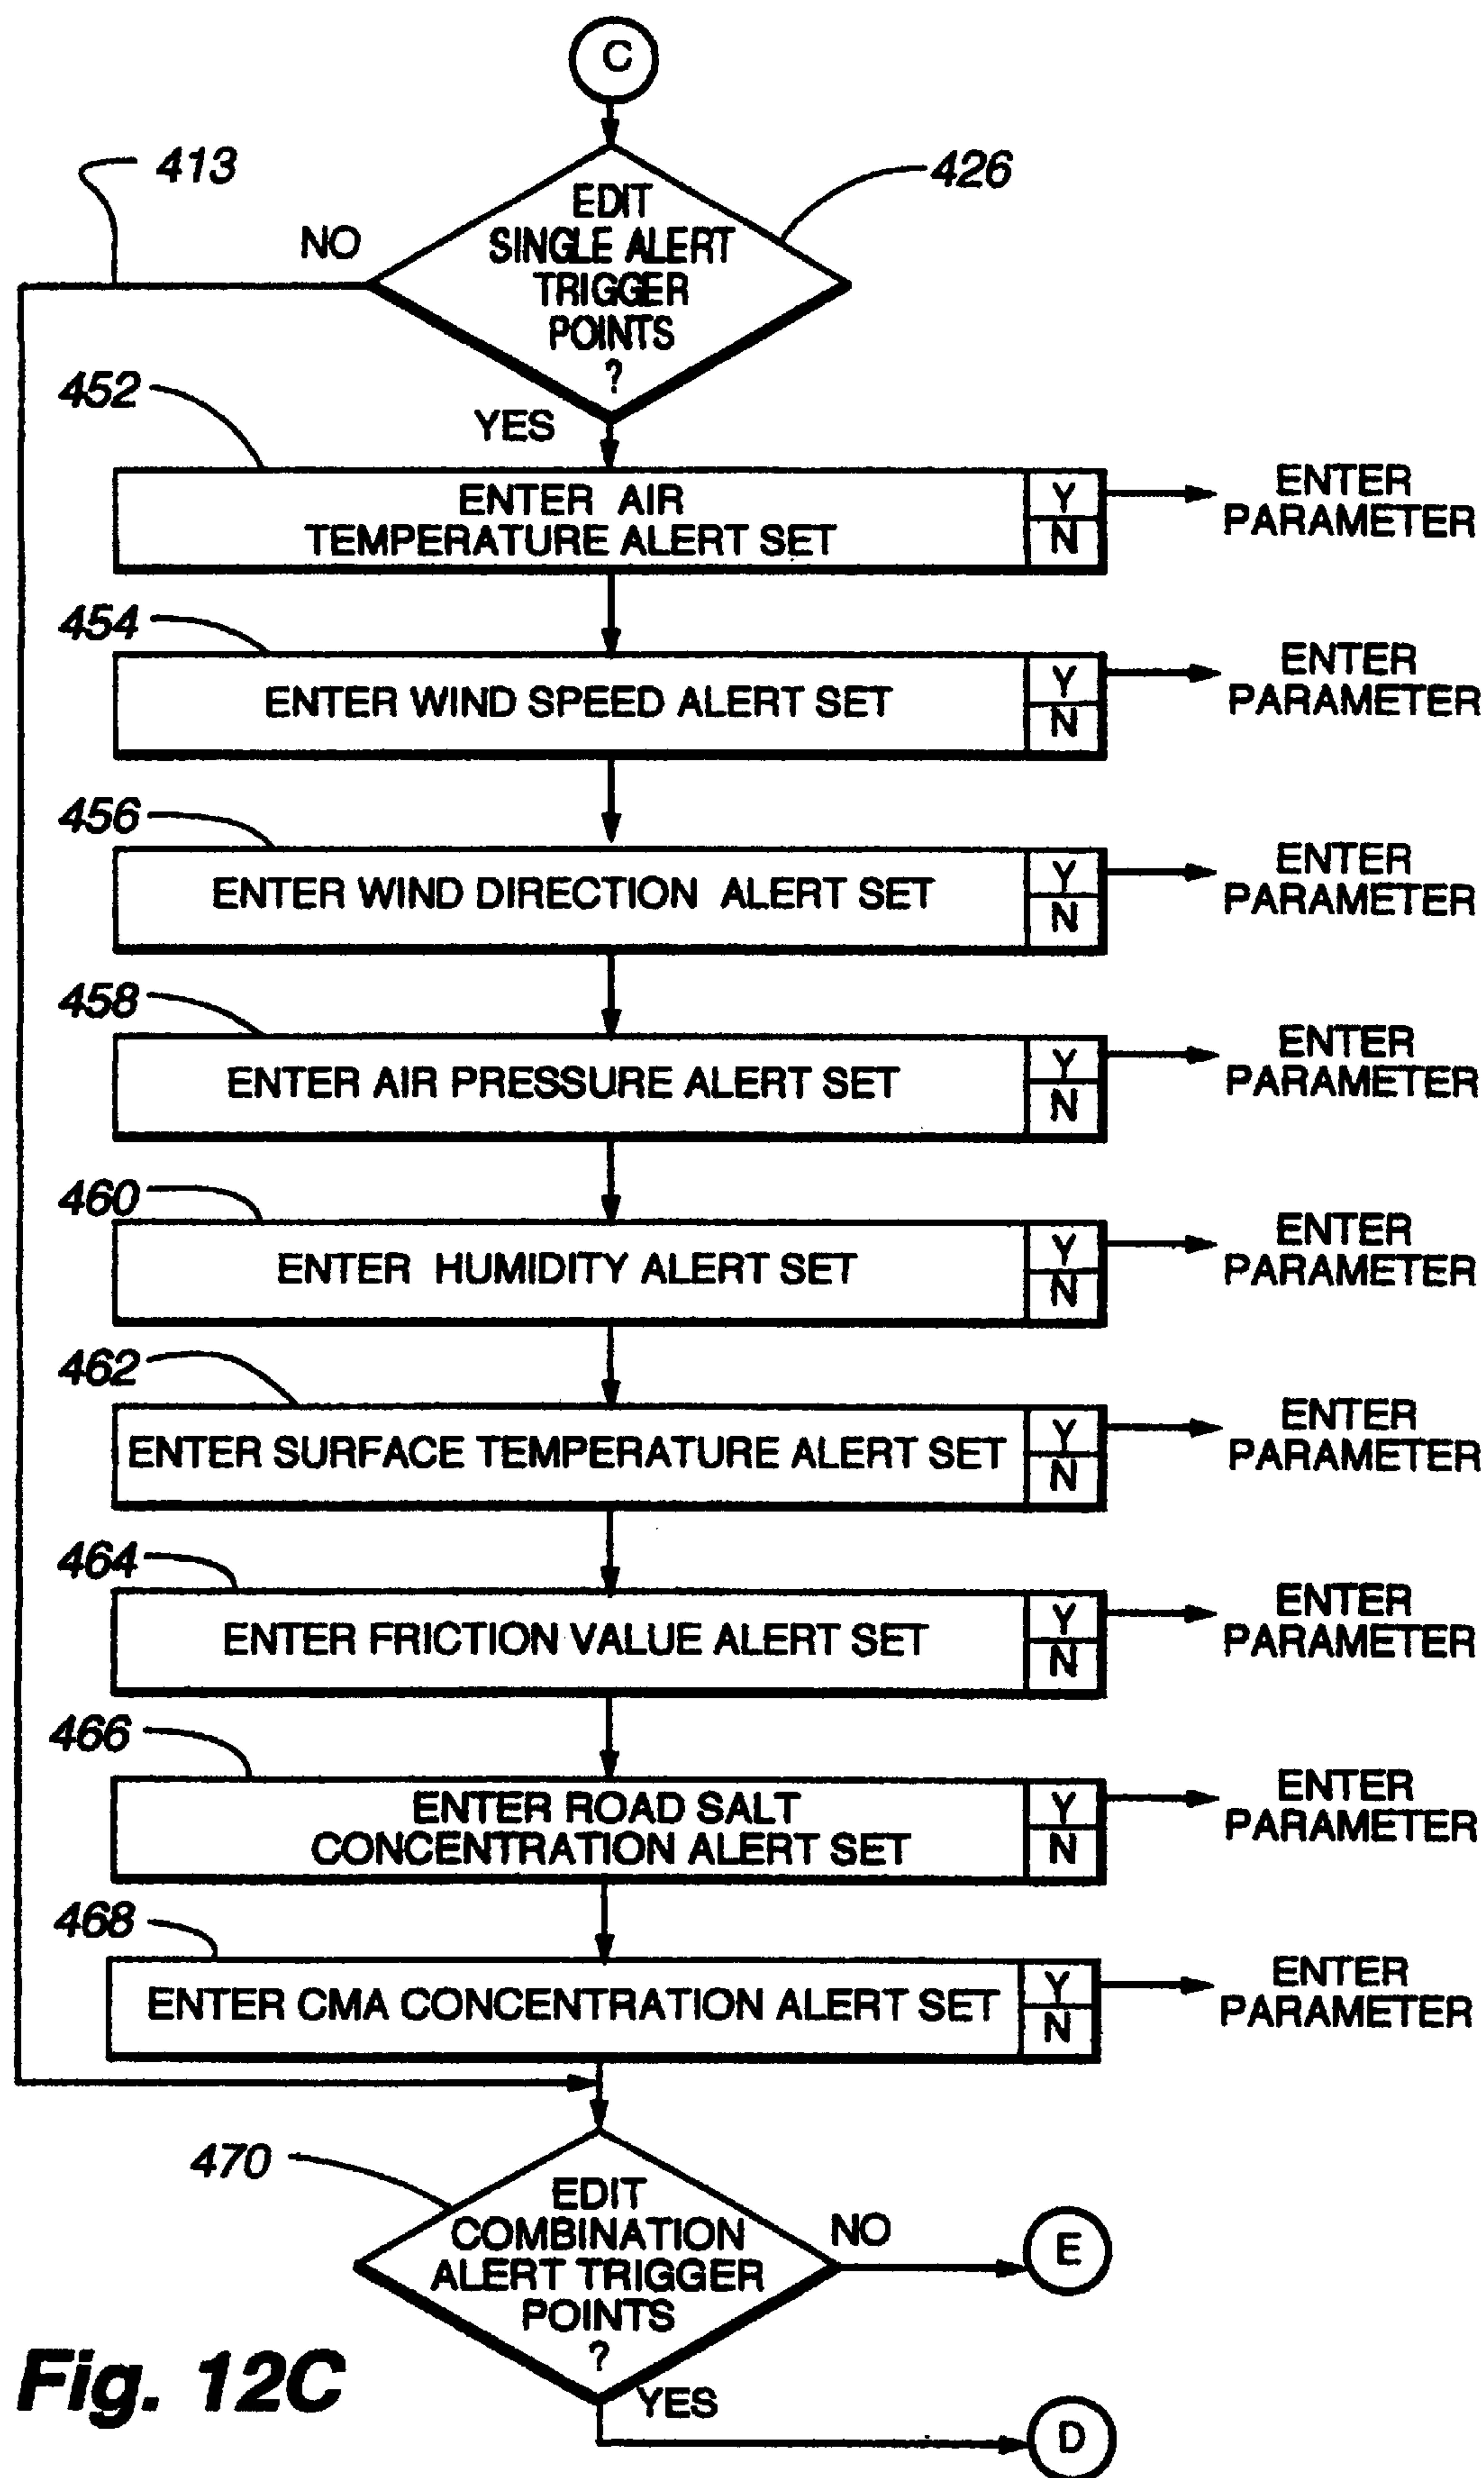 C
413
426
NO
EDIT
SINGLE ALERT
TRIGGER
POINTS
?
452
YES
ENTER AIR
TEMPERATURE ALERT SET
Y
N
ENTER
PARAMETER
454
ENTER WIND SPEED ALERT SET
Y
N
ENTER
PARAMETER
456
ENTER WIND DIRECTION ALERT SET
Y
N
ENTER
PARAMETER
458
ENTER AIR PRESSURE ALERT SET
Y
N
ENTER
PARAMETER
460
ENTER HUMIDITY ALERT SET
Y
N
ENTER
PARAMETER
462
ENTER SURFACE TEMPERATURE ALERT SET
Y
N
ENTER
PARAMETER
464
ENTER FRICTION VALUE ALERT SET
Y
N
ENTER
PARAMETER
466
ENTER ROAD SALT
CONCENTRATION ALERT SET
Y
N
ENTER
PARAMETER
468
ENTER CMA CONCENTRATION ALERT SET
Y
N
ENTER
PARAMETER
470
EDIT
COMBINATION
ALERT TRIGGER
POINTS
?
NO
E
YES
D
Fig. 12C